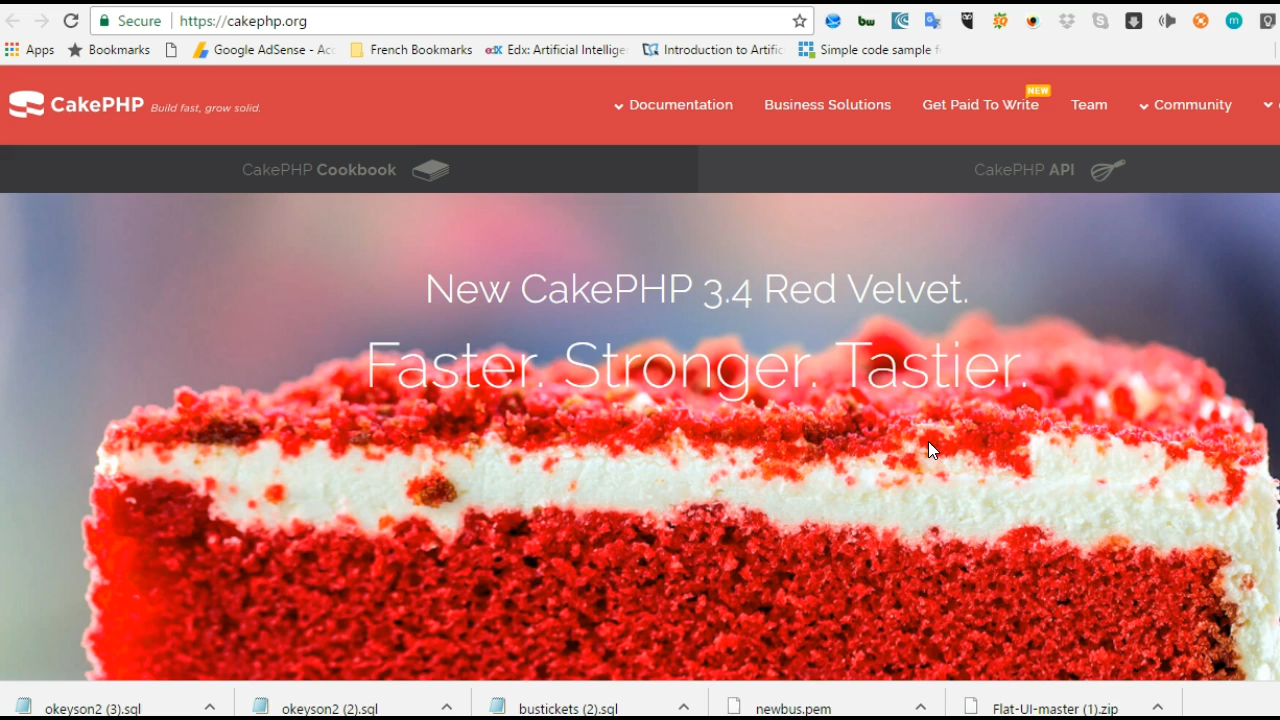 Secure https://cakephp.org
Apps Bookmarks Google AdSense - Acc French Bookmarks edX Edx: Artificial Intellige Introduction to Artific Simple code sample f
CakePHP Build fast, grow solid.
Documentation Business Solutions Get Paid To Write NEW Team Community
CakePHP Cookbook CakePHP API
New CakePHP 3.4 Red Velvet.
Faster. Stronger. Tastier.
okeyson2 (3).sql okeyson2 (2).sql bustickets (2).sql newbus.pem Flat-UI-master (1).zip